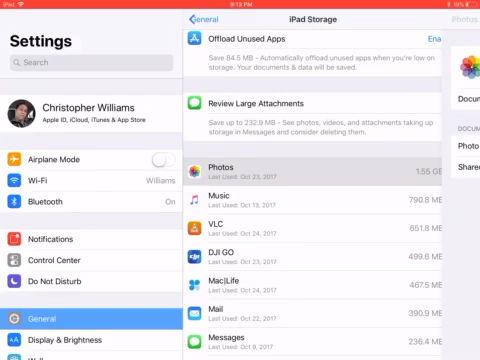 iPad
9:13 PM
19%
Settings
Search
Christopher Williams
Apple ID, iCloud, iTunes & App Store
Airplane Mode
Wi-Fi Williams
Bluetooth On
Notifications
Control Center
Do Not Disturb
General
Display & Brightness
General
iPad Storage
Offload Unused Apps Ena
Save 84.5 MB - Automatically offload unused apps when you're low on
storage. Your documents & data will be saved.
Review Large Attachments
Save up to 232.9 MB - See photos, videos, and attachments taking up
storage in Messages and consider deleting them.
Photos 1.55 GB
Last Used: Oct 23, 2017
Music 790.8 MB
Last Used: Oct 13, 2017
VLC 651.8 MB
Last Used: Oct 24, 2017
DJI GO 499.6 MB
Last Used: Oct 23, 2017
Mac|Life 467.5 MB
Last Used: Oct 24, 2017
Mail 390.9 MB
Last Used: Oct 22, 2017
Messages 236.4 MB
Last Used: Oct 9, 2017
Photos
Docum
DOCUM
Photo
Share